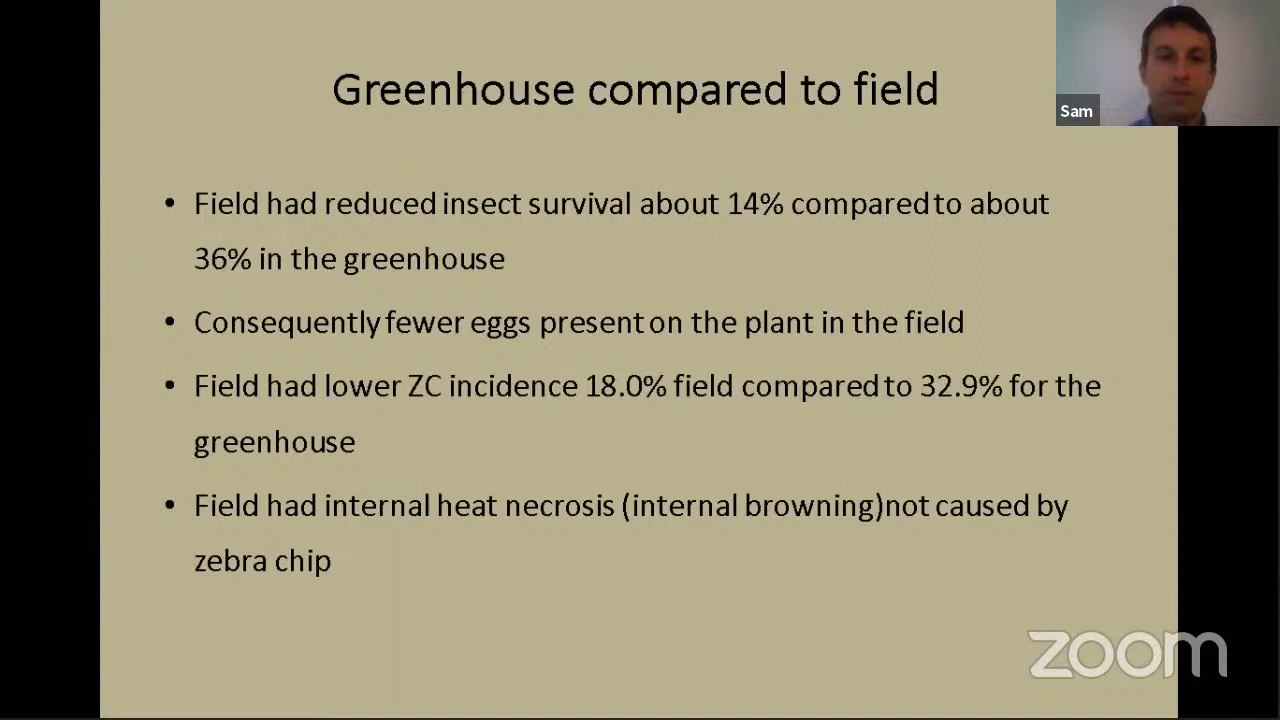 Greenhouse compared to field
Sam
• Field had reduced insect survival about 14% compared to about
36% in the greenhouse
• Consequently fewer eggs present on the plant in the field
• Field had lower ZC incidence 18.0% field compared to 32.9% for the
greenhouse
• Field had internal heat necrosis (internal browning)not caused by
zebra chip
zoom